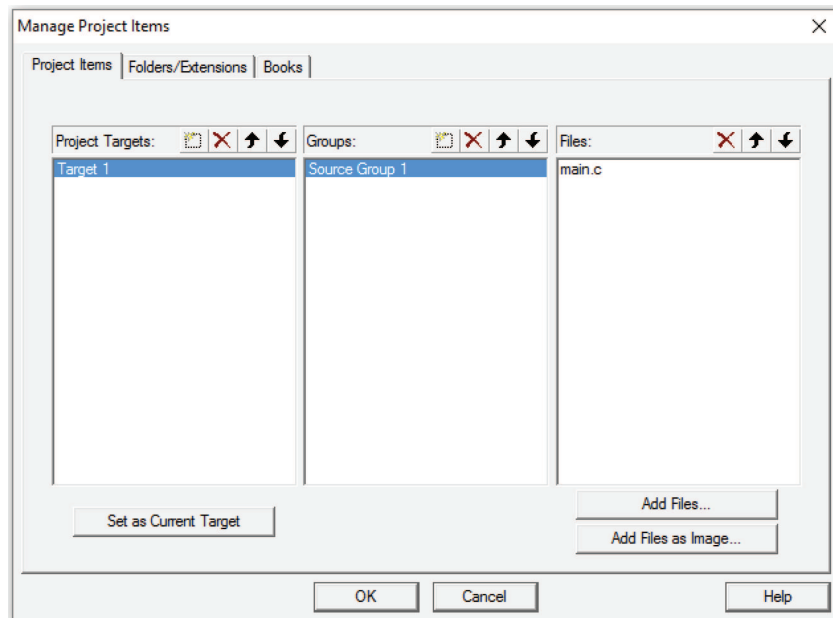 Manage Project Items
Project Items Folders/Extensions Books
Project Targets: Groups: Files:
Target 1 Source Group 1 main.c
Set as Current Target
Add Files...
Add Files as Image...
OK Cancel Help